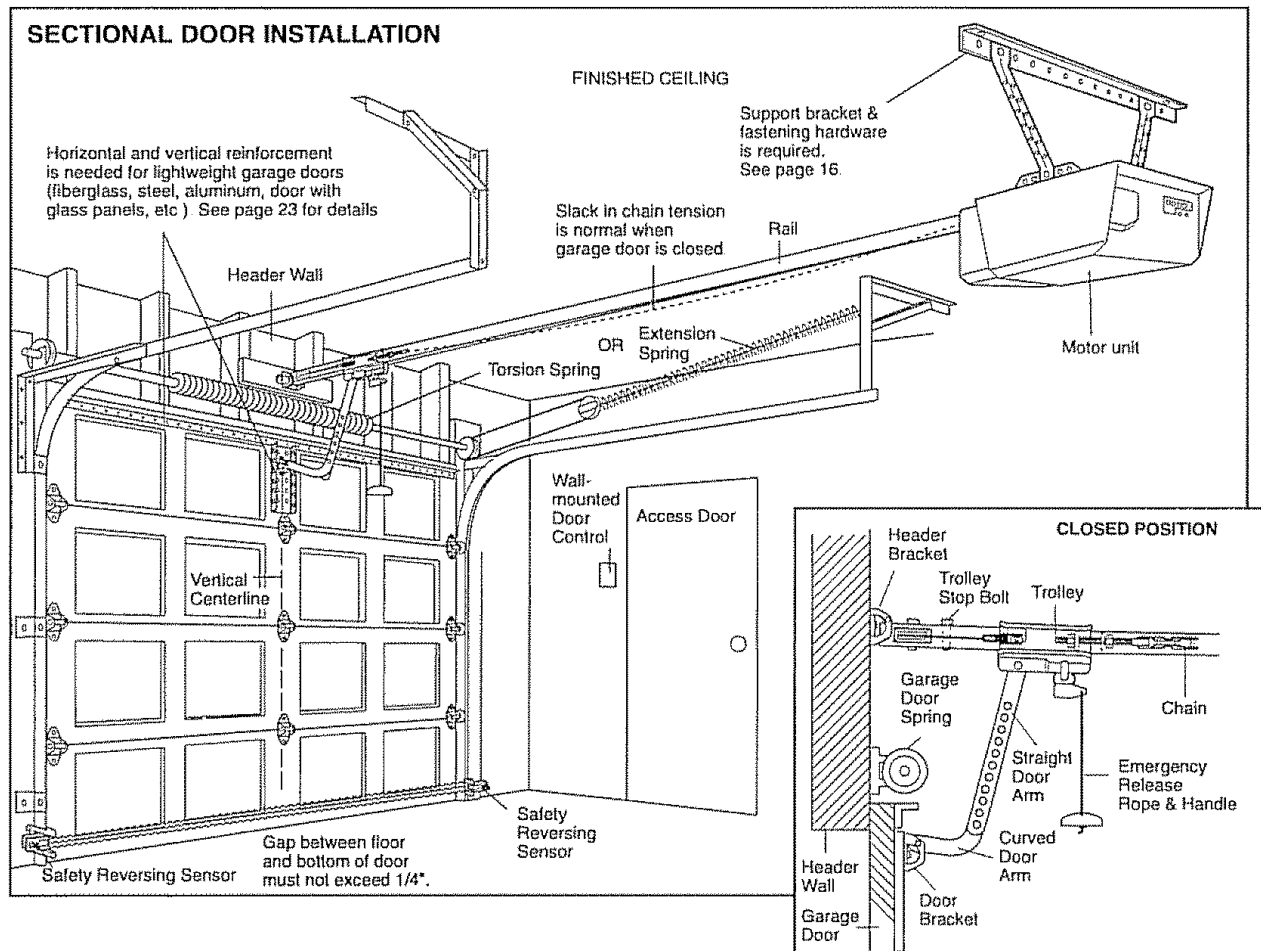 SECTIONAL DOOR INSTALLATION
FINISHED CEILING
Support bracket &
fastening hardware
is required.
See page 16.
Horizontal and vertical reinforcement
is needed for lightweight garage doors
(fiberglass, steel, aluminum, door with
glass panels, etc ) See page 23 for details
Slack in chain tension
is normal when
garage door is closed
Rail
Header Wall
Motor unit
OR
Extension
Spring
Torsion Spring
Wall-
mounted
Door
Control
Access Door
Vertical
Centerline
Safety
Reversing
Sensor
Gap between floor
and bottom of door
must not exceed 1/4".
Safety Reversing Sensor
CLOSED POSITION
Header
Bracket
Trolley
Stop Bolt
Trolley
Garage
Door
Spring
Chain
Straight
Door
Arm
Emergency
Release
Rope & Handle
Curved
Door
Arm
Header
Wall
Door
Bracket
Garage
Door